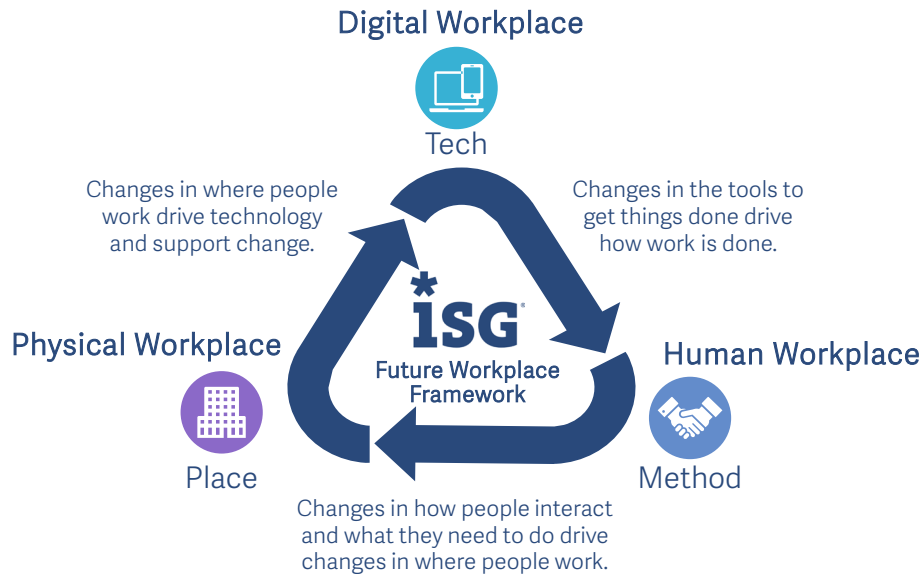 Digital Workplace
Tech
Changes in where people
work drive technology
and support change.
Changes in the tools to
get things done drive
how work is done.
*ISG®
Future Workplace
Framework
Physical Workplace
Place
Human Workplace
Method
Changes in how people interact
and what they need to do drive
changes in where people work.